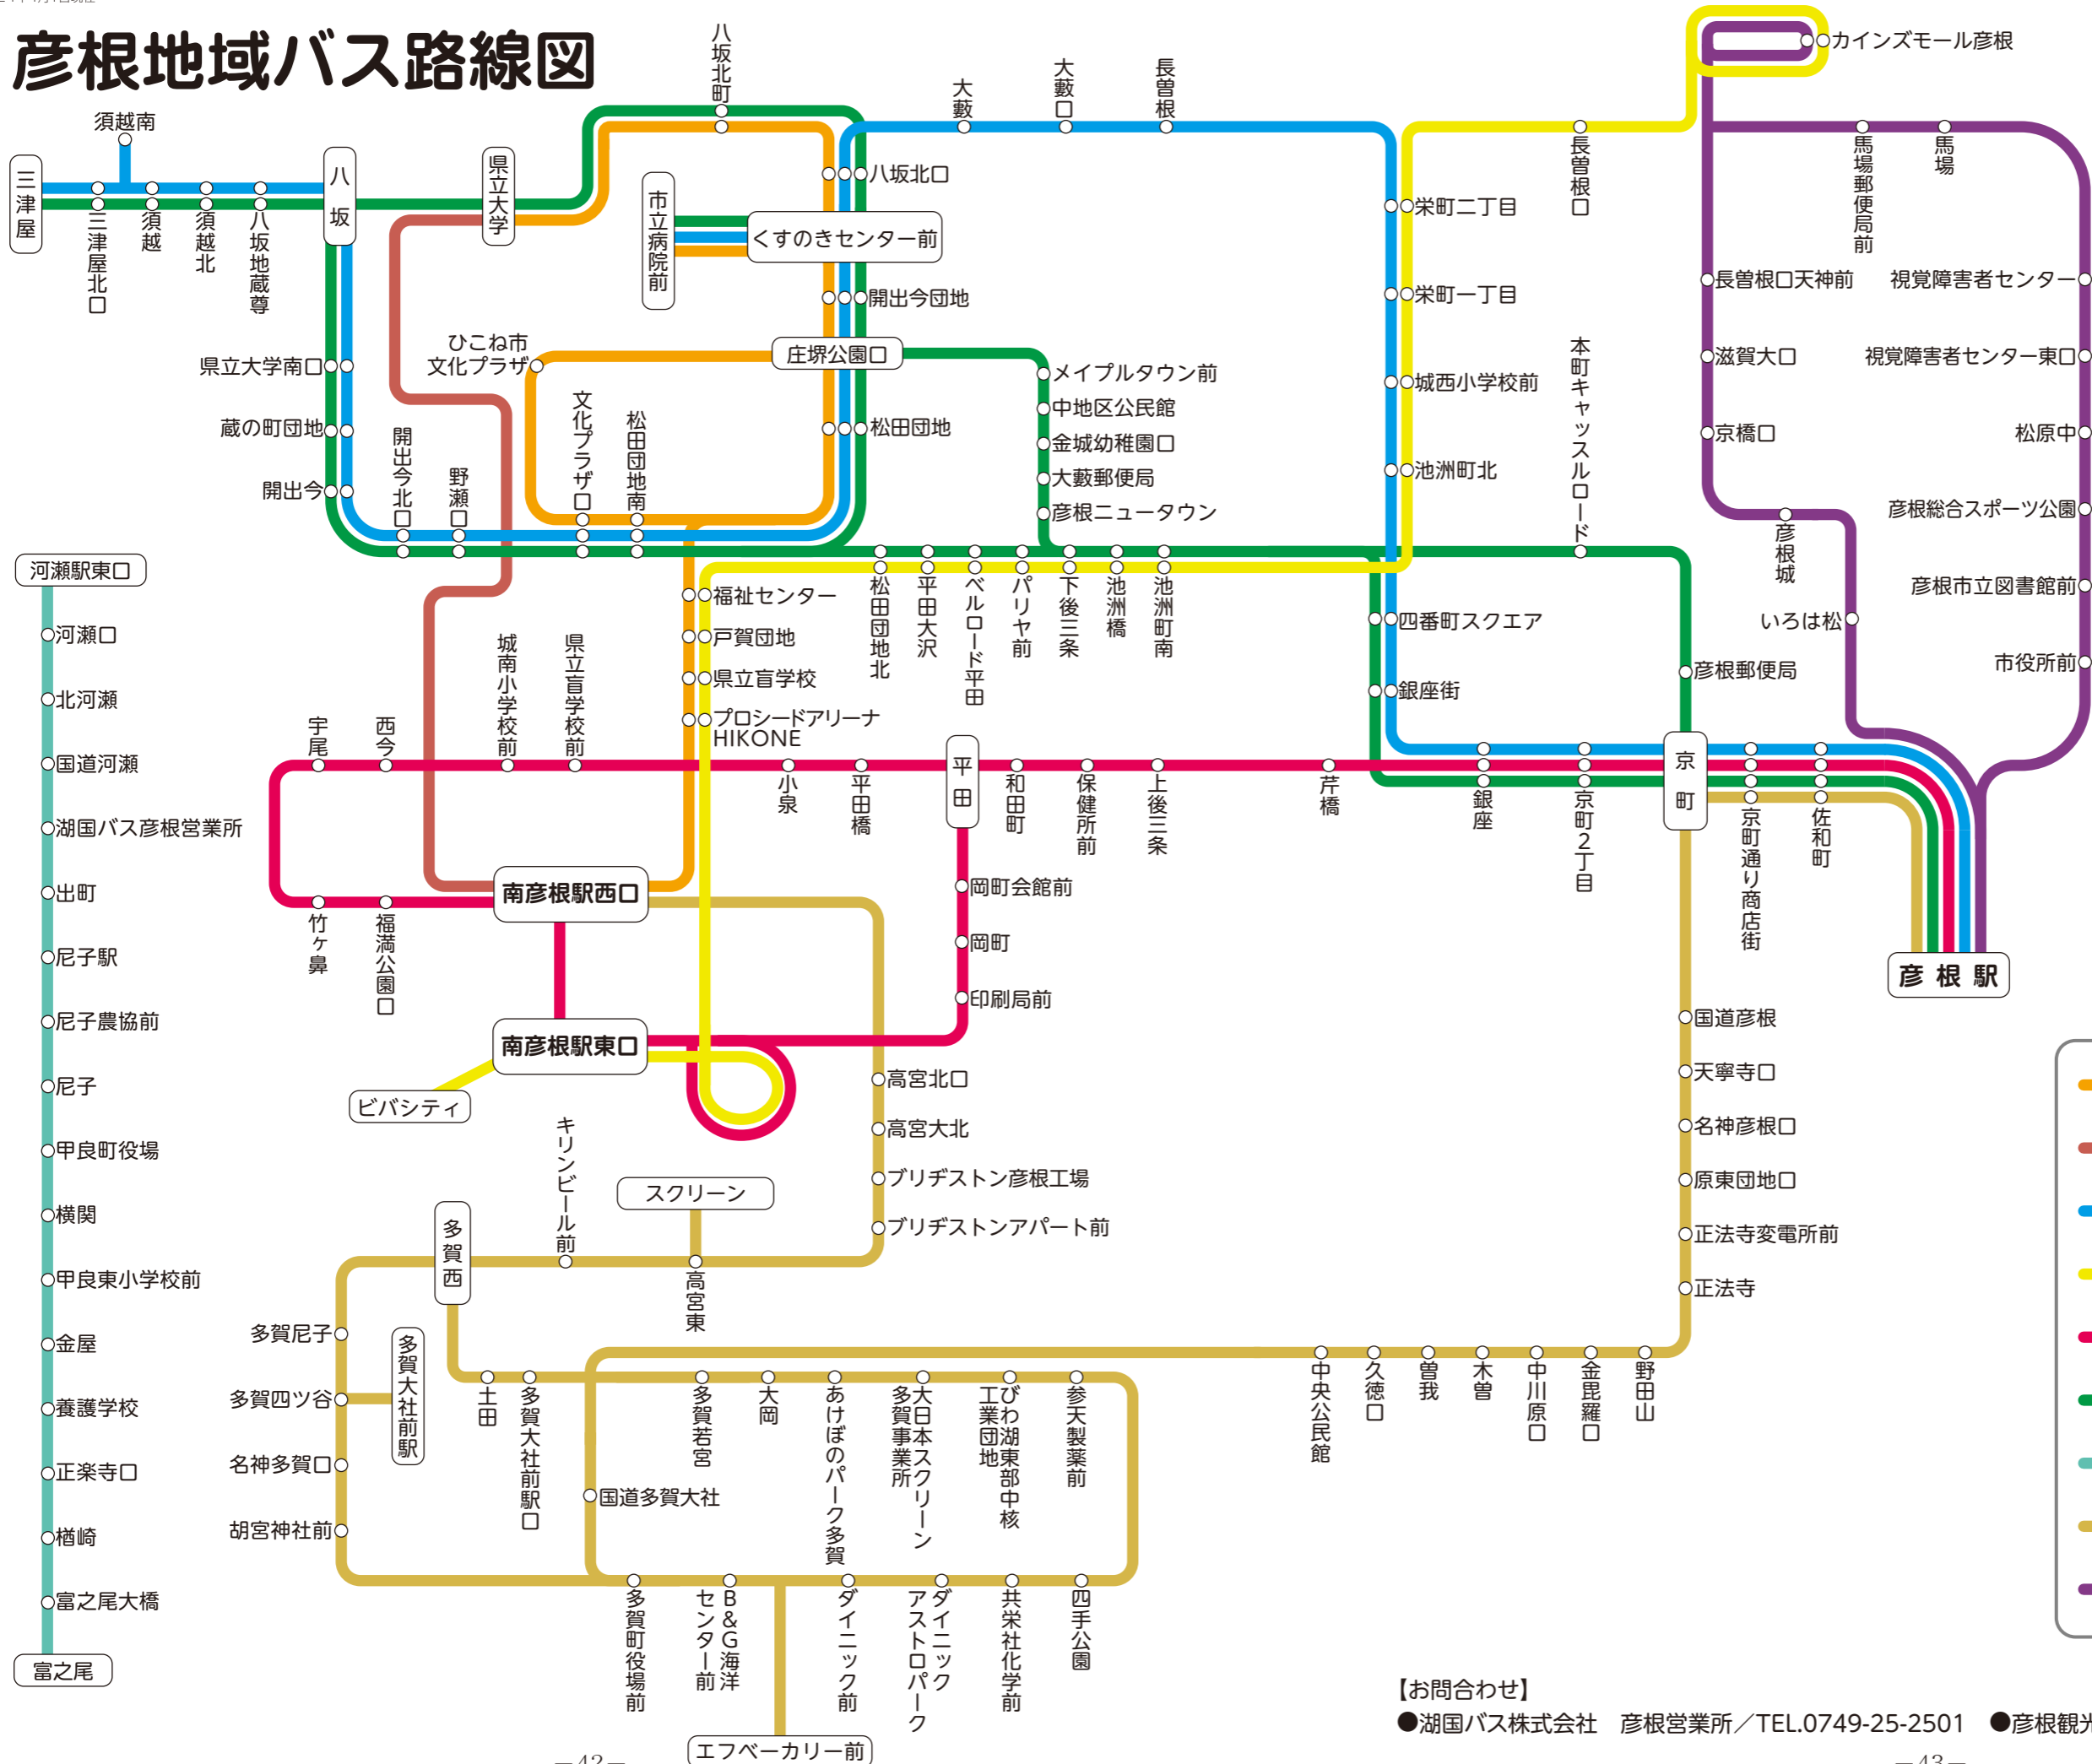 彦根地域バス路線図
三津屋
須越南
三津屋北口
須越
須越北
八坂地蔵尊
八坂
県立大学
八坂北町
市立病院前
くすのきセンター前
八坂北口
開出今団地
庄堺公園口
松田団地
大藪
大藪口
長曽根
長曽根口
カインズモール彦根
馬場郵便局前
馬場
栄町二丁目
栄町一丁目
城西小学校前
池洲町北
本町キャッスルロード
長曽根口天神前
滋賀大口
京橋口
彦根城
いろは松
視覚障害者センター
視覚障害者センター東口
松原中
彦根総合スポーツ公園
彦根市立図書館前
市役所前
県立大学南口
蔵の町団地
開出今
開出今北口
野瀬口
ひこね市
文化プラザ
文化プラザ口
松田団地南
メイプルタウン前
中地区公民館
金城幼稚園口
大藪郵便局
彦根ニュータウン
松田団地北
平田大沢
ベルロード平田
パリヤ前
下後三条
池洲橋
池洲町南
四番町スクエア
銀座街
彦根郵便局
福祉センター
戸賀団地
県立盲学校
プロシードアリーナ
HIKONE
宇尾
西今
城南小学校前
県立盲学校前
小泉
平田橋
平田
和田町
保健所前
上後三条
芹橋
銀座
京町2丁目
京町
京町通り商店街
佐和町
彦根駅
竹ヶ鼻
福満公園口
南彦根駅西口
南彦根駅東口
ビバシティ
岡町会館前
岡町
印刷局前
高宮北口
高宮大北
ブリヂストン彦根工場
ブリヂストンアパート前
スクリーン
高宮東
キリンビール前
多賀西
多賀尼子
多賀四ツ谷
多賀大社前駅
名神多賀口
胡宮神社前
土田
多賀大社前駅口
多賀若宮
大岡
あけぼのパーク多賀
大日本スクリーン
多賀事業所
びわ湖東部中核
工業団地
参天製薬前
国道多賀大社
多賀町役場前
B&G海洋
センター前
エフベーカリー前
ダイニック前
ダイニック
アストロパーク
共栄社化学前
四手公園
中央公民館
久徳口
曽我
木曽
中川原口
金毘羅口
野田山
国道彦根
天寧寺口
名神彦根口
原東団地口
正法寺変電所前
正法寺
河瀬駅東口
河瀬口
北河瀬
国道河瀬
湖国バス彦根営業所
出町
尼子駅
尼子農協前
尼子
甲良町役場
横関
甲良東小学校前
金屋
養護学校
正楽寺口
楢崎
富之尾大橋
富之尾
【お問合わせ】
●湖国バス株式会社　彦根営業所／TEL.0749-25-2501　●彦根観光
―42―
―43―